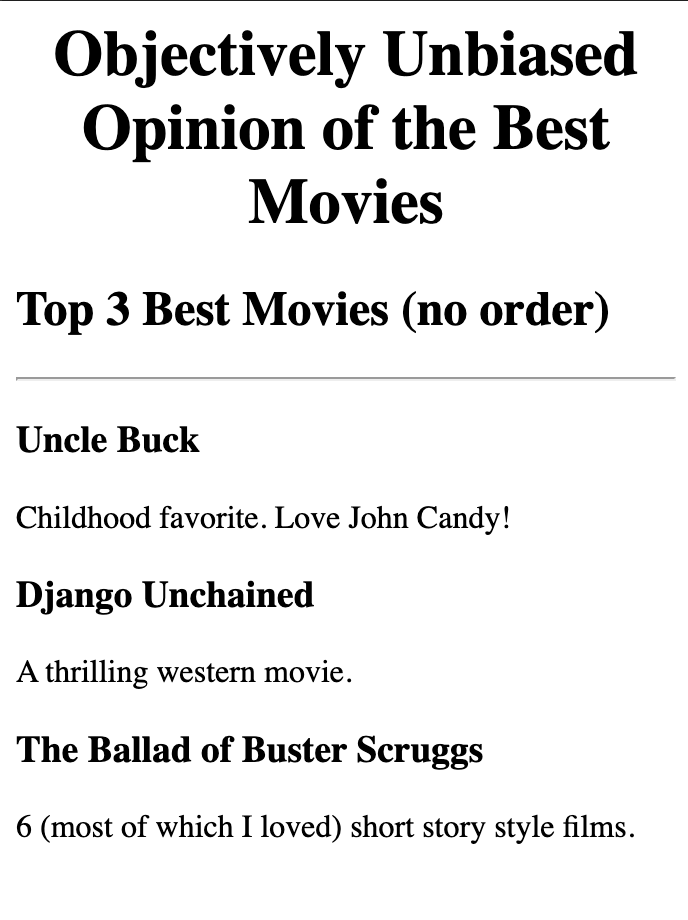 Objectively Unbiased
Opinion of the Best
Movies
Top 3 Best Movies (no order)
Uncle Buck
Childhood favorite. Love John Candy!
Django Unchained
A thrilling western movie.
The Ballad of Buster Scruggs
6 (most of which I loved) short story style films.